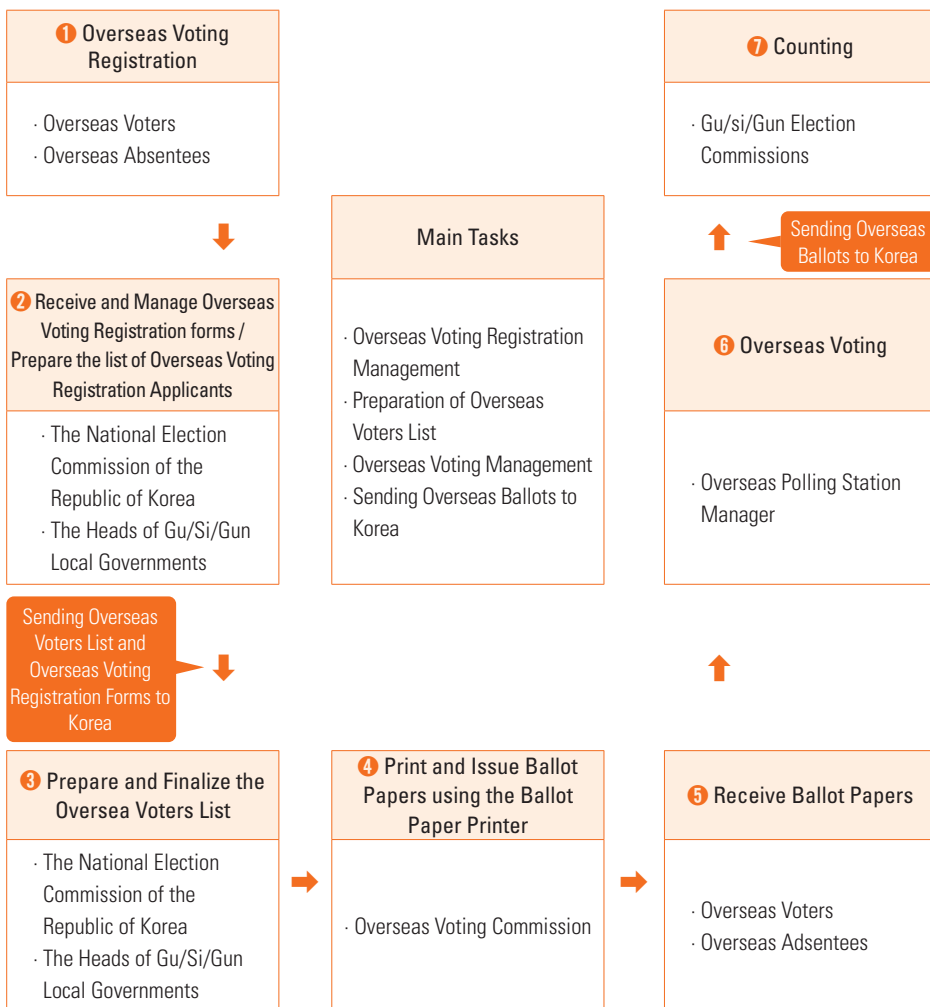 ❶ Overseas Voting
Registration
· Overseas Voters
· Overseas Absentees
❷ Receive and Manage Overseas
Voting Registration forms /
Prepare the list of Overseas Voting
Registration Applicants
· The National Election
Commission of the
Republic of Korea
· The Heads of Gu/Si/Gun
Local Governments
Sending Overseas
Voters List and
Overseas Voting
Registration Forms to
Korea
❸ Prepare and Finalize the
Oversea Voters List
· The National Election
Commission of the
Republic of Korea
· The Heads of Gu/Si/Gun
Local Governments
Main Tasks
· Overseas Voting Registration
Management
· Preparation of Overseas
Voters List
· Overseas Voting Management
· Sending Overseas Ballots to
Korea
❹ Print and Issue Ballot
Papers using the Ballot
Paper Printer
· Overseas Voting Commission
❺ Receive Ballot Papers
· Overseas Voters
· Overseas Adsentees
❻ Overseas Voting
· Overseas Polling Station
Manager
Sending Overseas
Ballots to Korea
❼ Counting
· Gu/si/Gun Election
Commissions